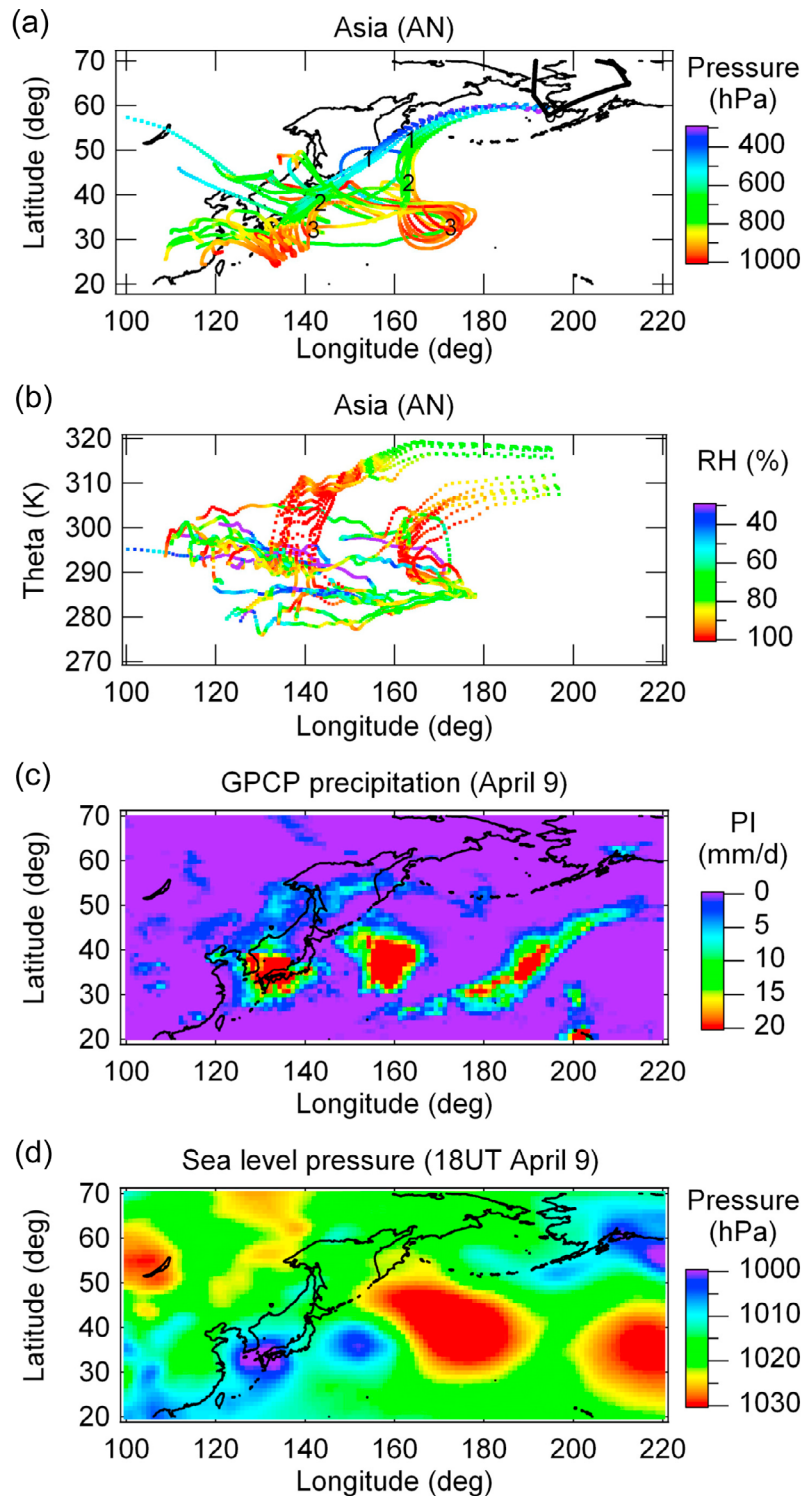 (a)
Asia (AN)
70
60
50
40
30
20
Latitude (deg)
1
1
2
2
3
3
100 120 140 160 180 200 220
Longitude (deg)
Pressure
(hPa)
400
600
800
1000
(b)
Asia (AN)
320
310
300
290
280
270
Theta (K)
100 120 140 160 180 200 220
Longitude (deg)
RH (%)
40
60
80
100
(c)
GPCP precipitation (April 9)
70
60
50
40
30
20
Latitude (deg)
100 120 140 160 180 200 220
Longitude (deg)
PI
(mm/d)
0
5
10
15
20
(d)
Sea level pressure (18UT April 9)
70
60
50
40
30
20
Latitude (deg)
100 120 140 160 180 200 220
Longitude (deg)
Pressure
(hPa)
1000
1010
1020
1030